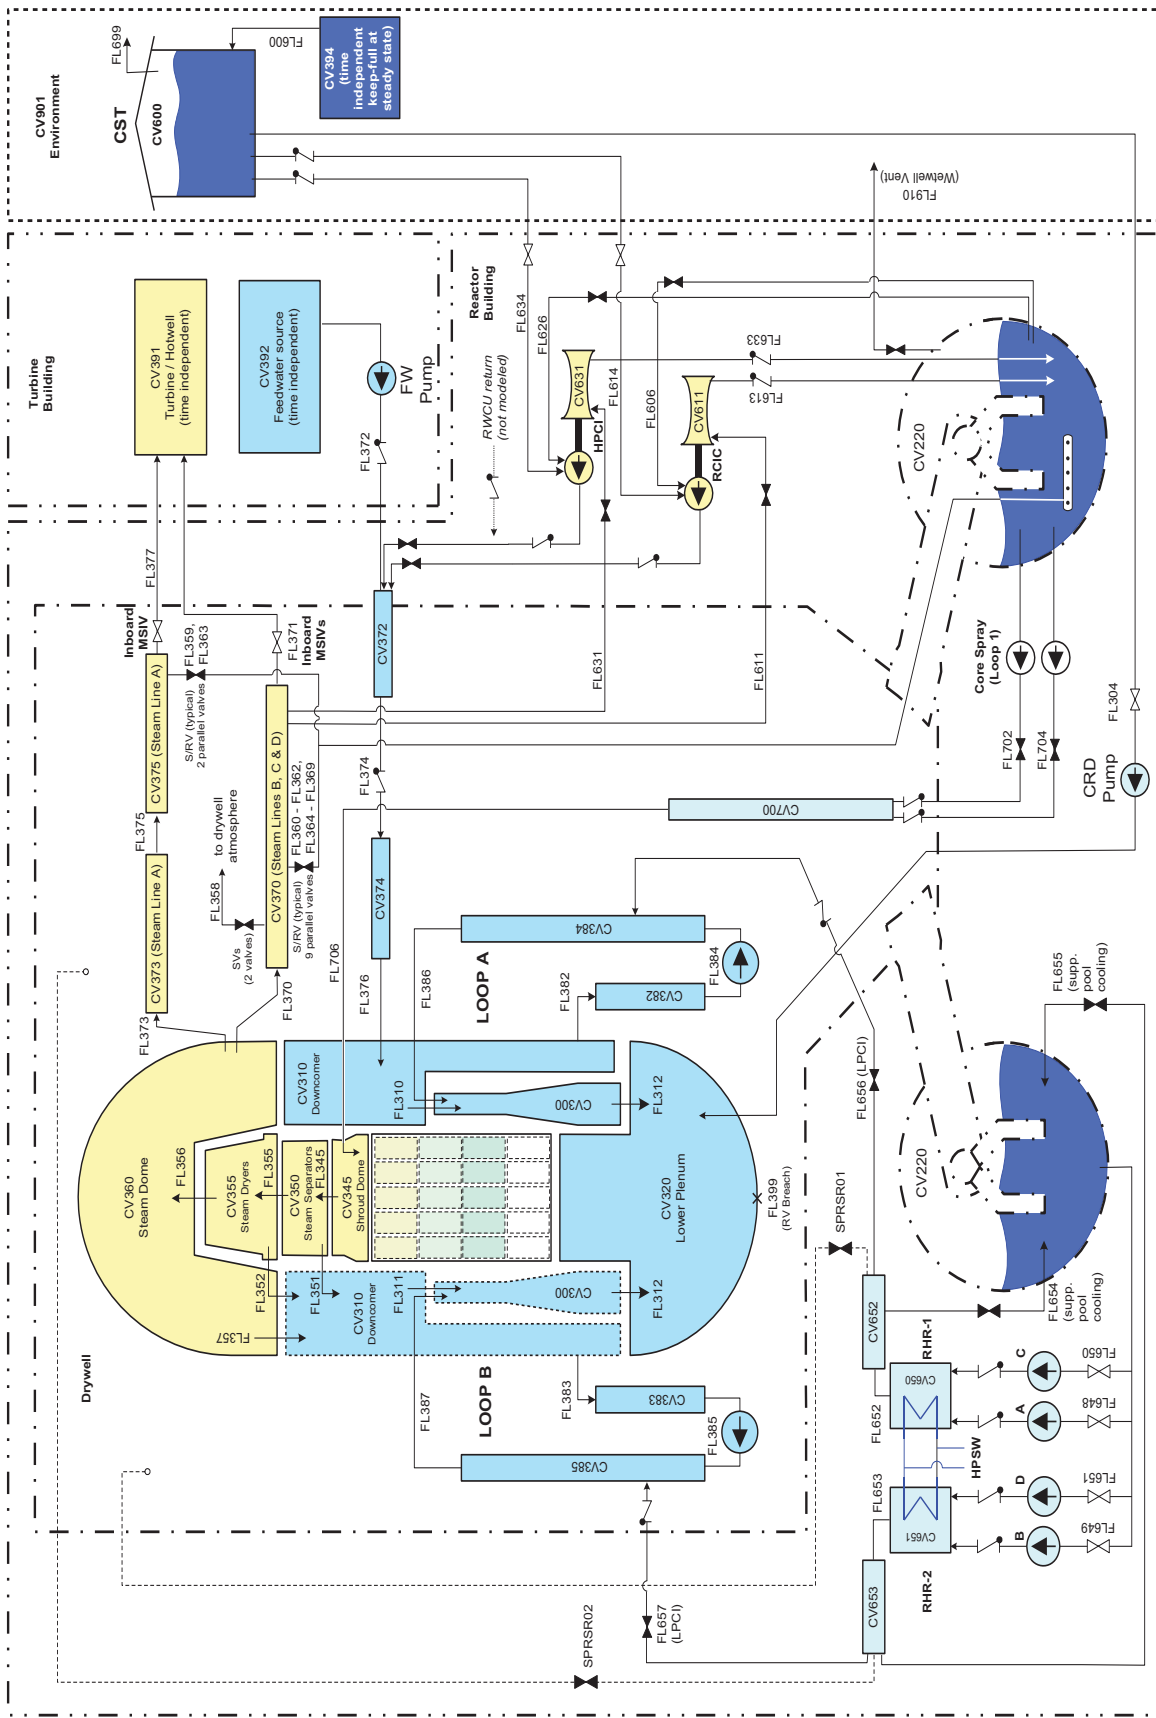 CV901
Environment
FL699
CST
CV600
FL600
CV394
(time
independent
keep-full at
steady state)
Turbine
Building
CV391
Turbine / Hotwell
(time independent)
CV392
Feedwater source
(time independent)
FW
Pump
FL372
FL377
Reactor
Building
RWCU return
(not modeled)
FL634
FL626
CV631
HPCI
FL614
FL606
CV611
RCIC
FL633
FL613
FL910
(Wetwell Vent)
CV220
Inboard
MSIV
FL359,
FL363
S/RV (typical)
2 parallel valves
FL371
Inboard
MSIVs
CV372
FL631
FL611
Core Spray
(Loop 1)
FL702
FL704
FL304
CRD
Pump
CV375 (Steam Line A)
FL375
CV373 (Steam Line A)
FL373
to drywell
atmosphere
FL358
SVs
(2 valves)
CV370 (Steam Lines B, C & D)
FL370
S/RV (typical)
9 parallel valves
FL360 - FL362,
FL364 - FL369
FL374
CV374
FL376
FL706
CV700
FL386
LOOP A
CV384
FL382
CV382
FL384
Drywell
CV360
Steam Dome
FL356
CV355
Steam Dryers
FL355
CV350
Steam Separators
FL345
CV345
Shroud Dome
FL352
FL351
FL357
CV310
Downcomer
FL310
CV300
FL312
CV310
Downcomer
FL311
CV300
FL312
CV320
Lower Plenum
FL399
(RV Breach)
FL387
LOOP B
CV385
FL383
CV383
FL385
FL656 (LPCI)
FL655
(supp.
pool
cooling)
CV220
SPRSR01
FL654
(supp.
pool
cooling)
CV652
RHR-1
CV650
FL652
C
FL650
A
FL648
HPSW
FL653
CV651
D
FL651
B
FL649
RHR-2
CV653
FL657
(LPCI)
SPRSR02